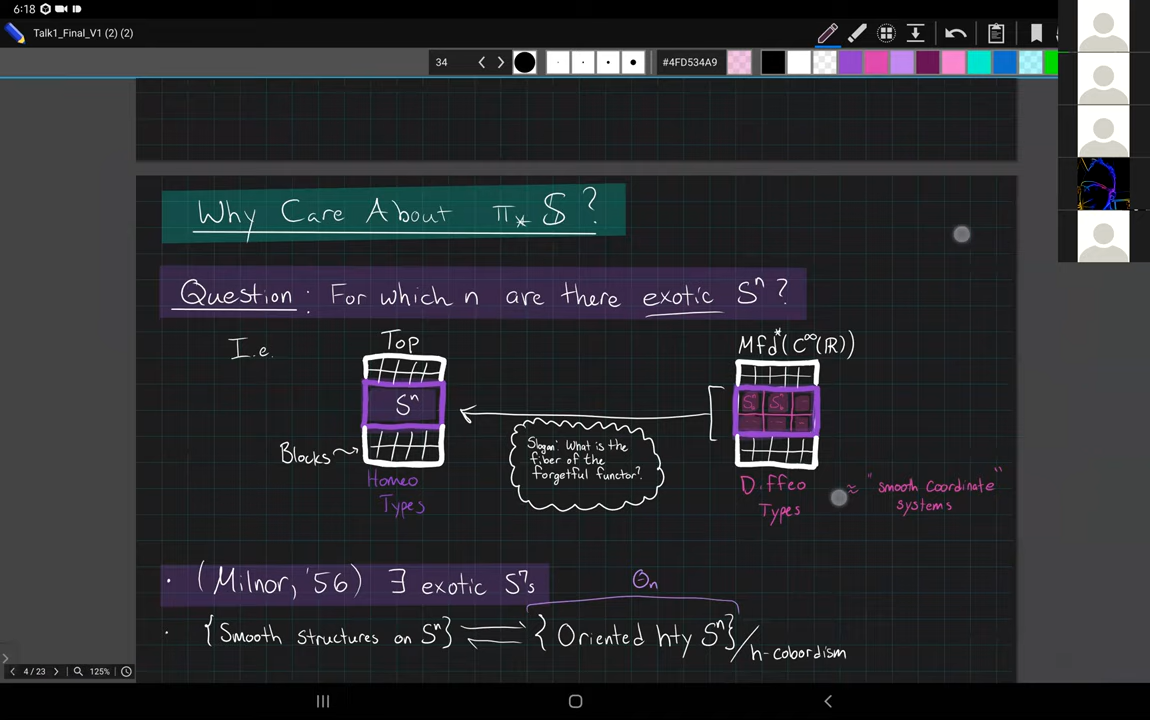 6:18
Talk1_Final_V1 (2) (2)
34
#4FD534A9
Why Care About π_* 𝕊?
Question: For which n are there exotic Sⁿ?
I.e.
Top
Mfd*(C^∞(ℝ))
Sⁿ
Blocks
Slogan: What is the
fiber of the
forgetful functor?
Homeo
Types
Diffeo
Types
≈ "smooth coordinate
systems"
· (Milnor, '56) ∃ exotic S⁷s
Θn
· {Smooth structures on Sⁿ} ⇌ {Oriented hty Sⁿ}/h-cobordism
4 / 23
125%